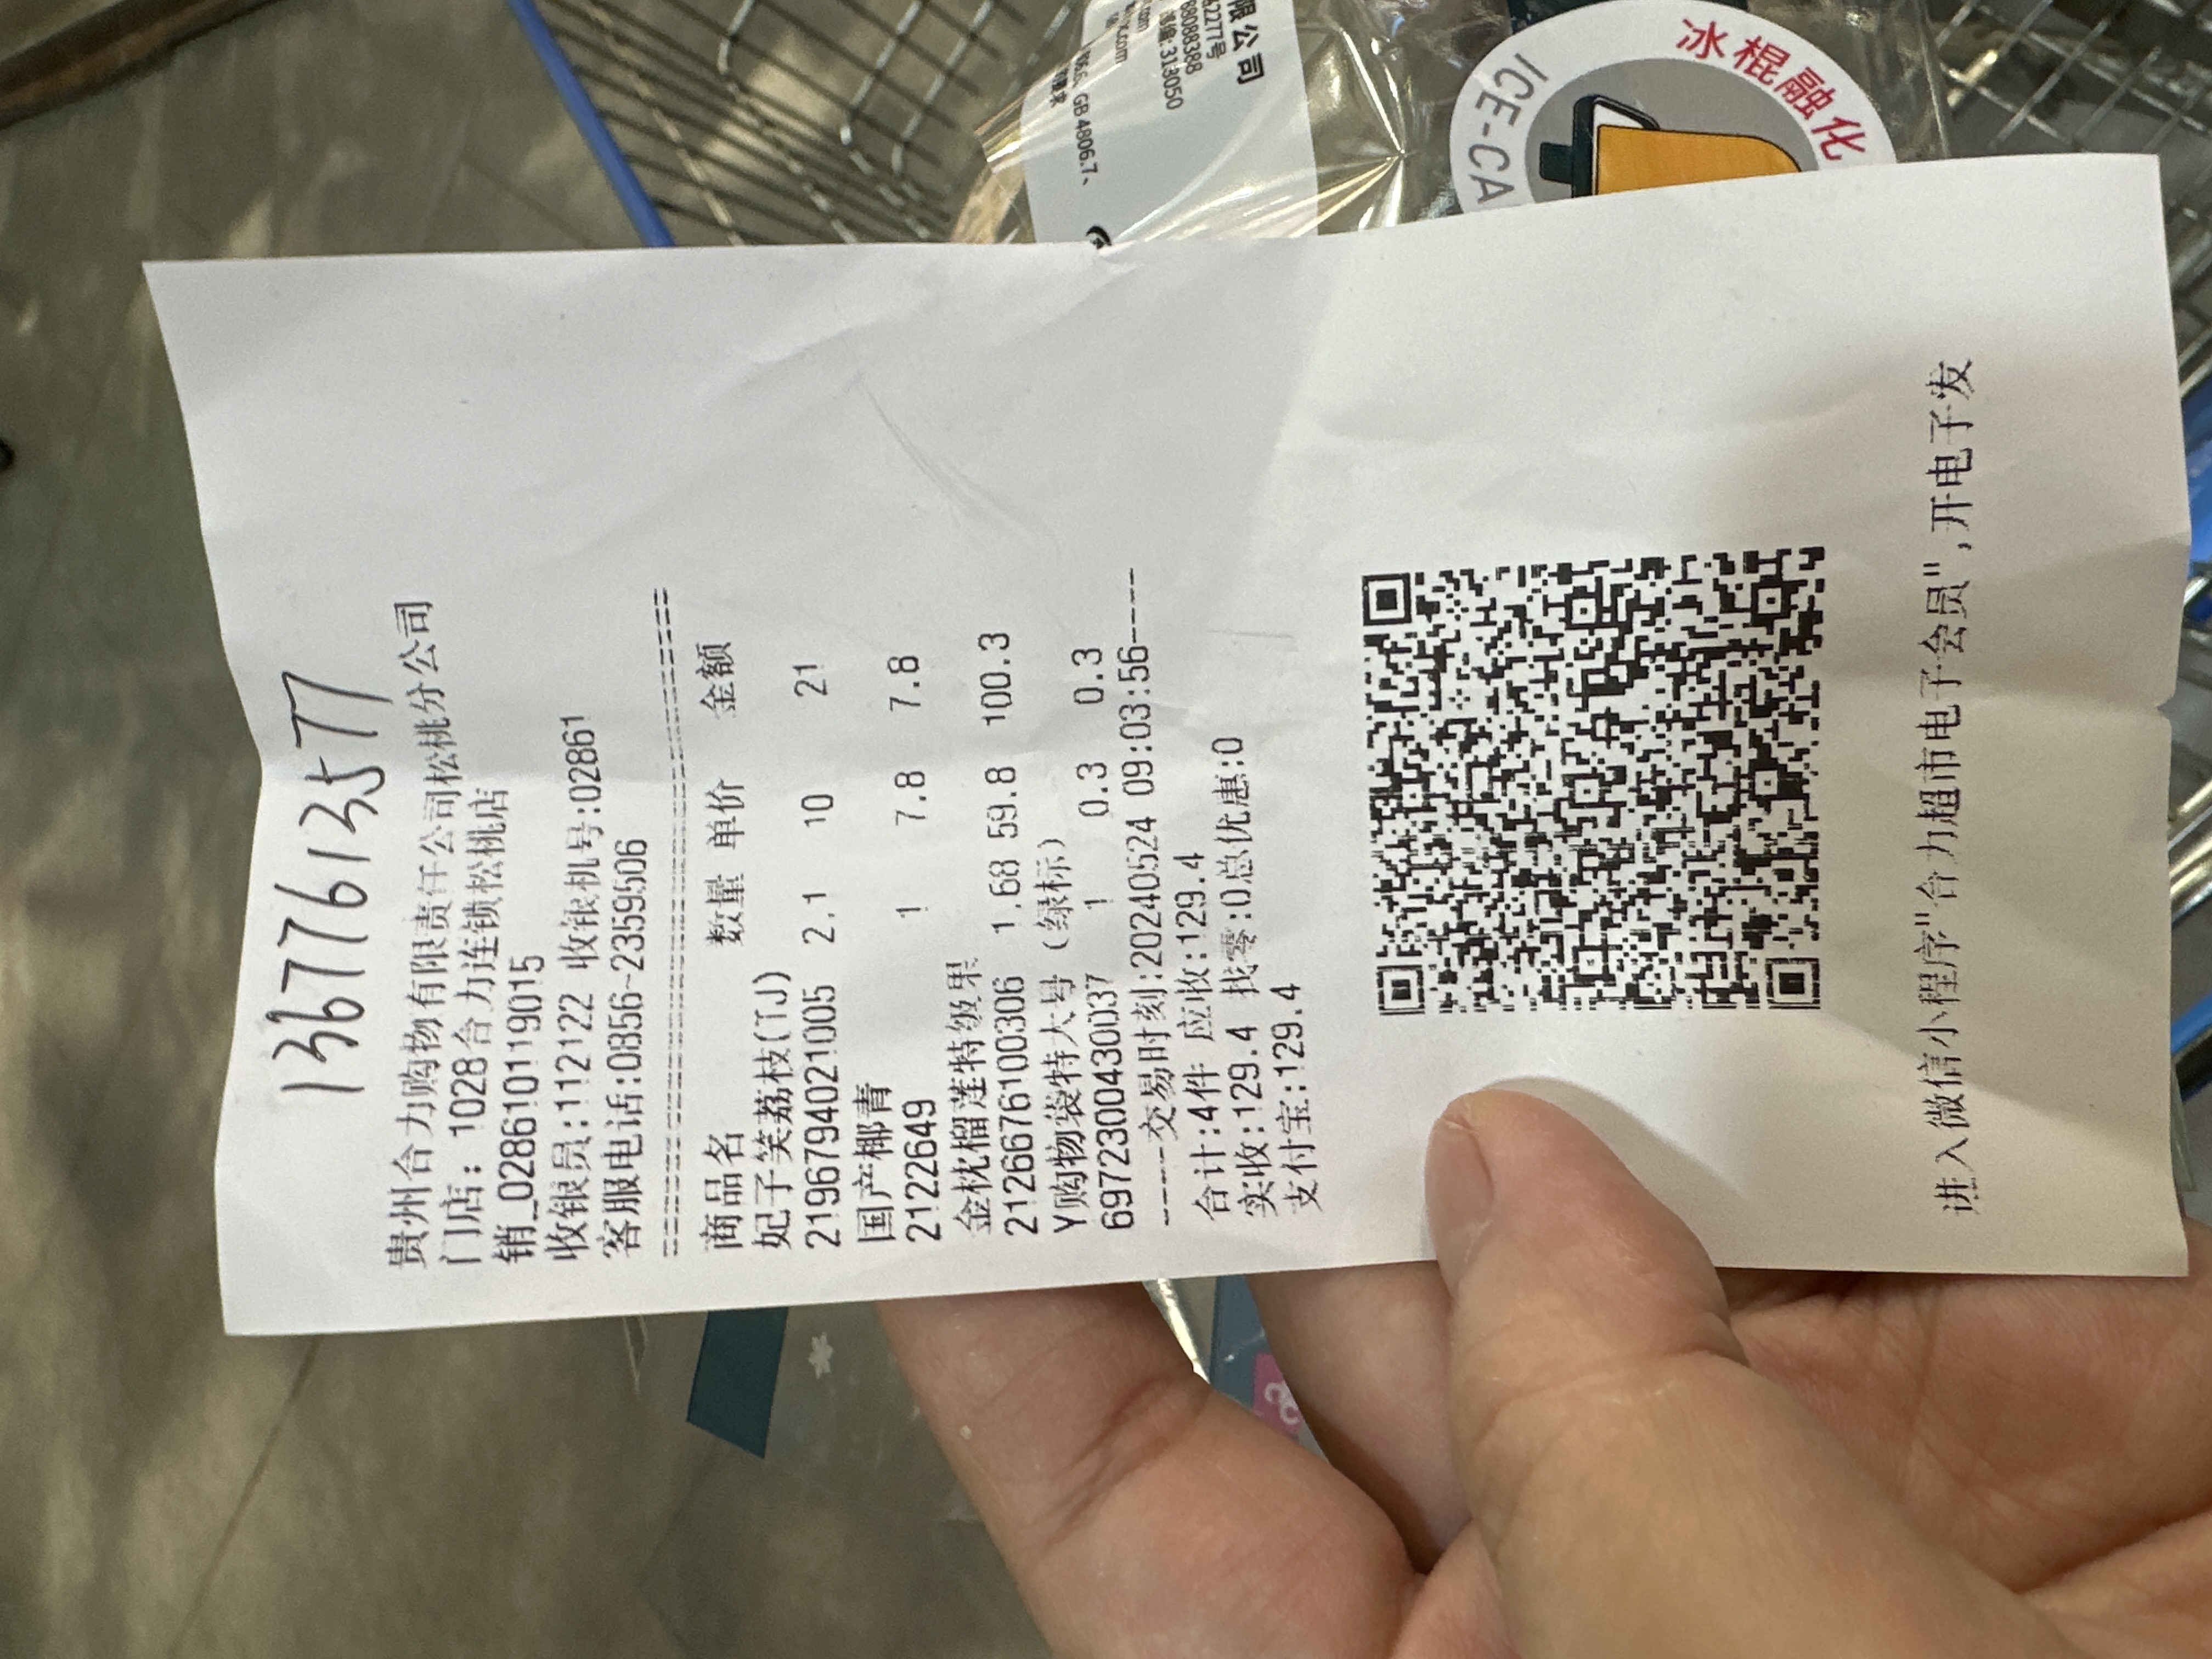 13677613577
贵州合力购物有限责任公司松桃分公司
门店: 1028合力连锁松桃店
销_02861011​9015
收银员:112122 收银机号:02861
客服电话:0856-2359506
商品名 数量 单价 金额
妃子笑荔枝(TJ)
2196794021005 2.1 10 21
国产椰青
2122649 1 7.8 7.8
金枕榴莲特级果
2126676100306 1.68 59.8 100.3
Y购物袋特大号(绿标)
6972300430037 1 0.3 0.3
-----交易时刻:20240524 09:03:56-----
合计:4件 应收:129.4
实收:129.4 找零:0总优惠:0
支付宝:129.4
进入微信小程序"合力超市电子会员",开电子发
限公司
冰棍融化
ICE-CA
GB 4806.7、